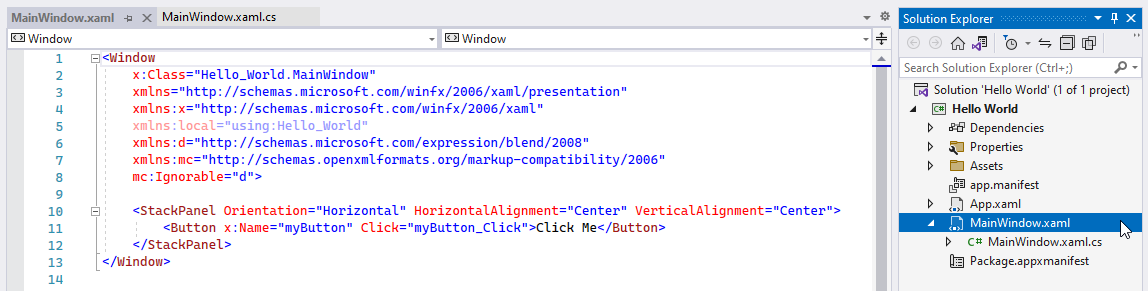 MainWindow.xaml MainWindow.xaml.cs
Window Window
1 <Window
2 x:Class="Hello_World.MainWindow"
3 xmlns="http://schemas.microsoft.com/winfx/2006/xaml/presentation"
4 xmlns:x="http://schemas.microsoft.com/winfx/2006/xaml"
5 xmlns:local="using:Hello_World"
6 xmlns:d="http://schemas.microsoft.com/expression/blend/2008"
7 xmlns:mc="http://schemas.openxmlformats.org/markup-compatibility/2006"
8 mc:Ignorable="d">
9
10 <StackPanel Orientation="Horizontal" HorizontalAlignment="Center" VerticalAlignment="Center">
11 <Button x:Name="myButton" Click="myButton_Click">Click Me</Button>
12 </StackPanel>
13 </Window>
14
Solution Explorer
Search Solution Explorer (Ctrl+;)
Solution 'Hello World' (1 of 1 project)
C# Hello World
Dependencies
Properties
Assets
app.manifest
App.xaml
MainWindow.xaml
C# MainWindow.xaml.cs
Package.appxmanifest